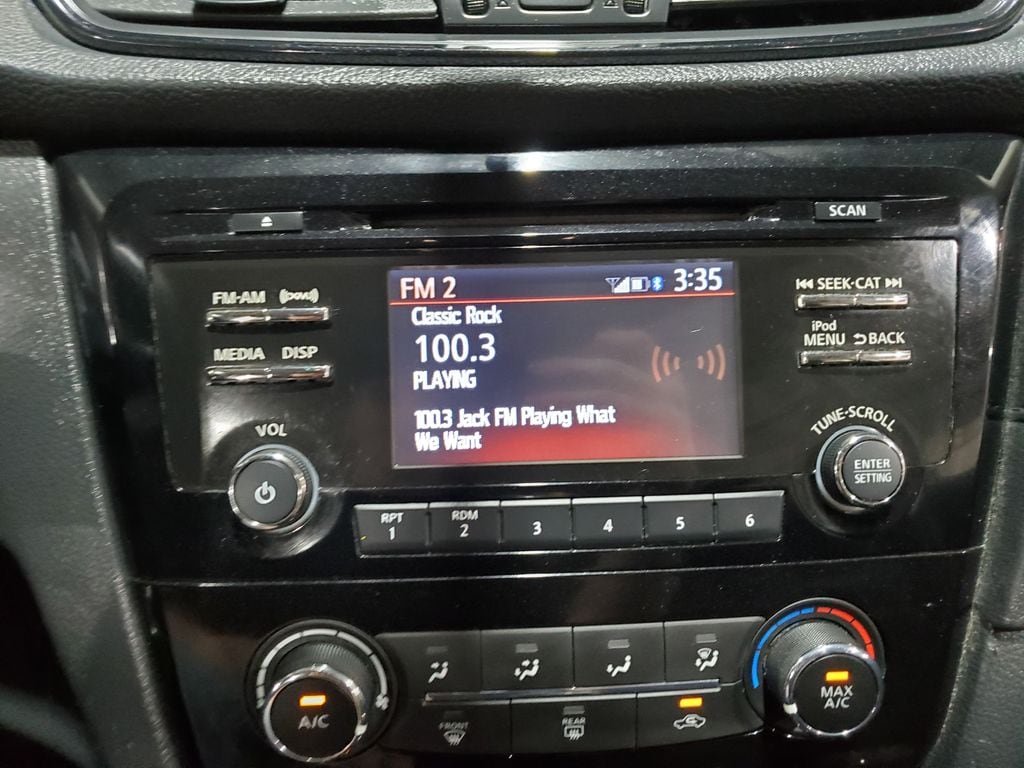 SCAN
FM-AM
MEDIA DISP
VOL
FM 2 3:35
Classic Rock
100.3
PLAYING
100.3 Jack FM Playing What
We Want
SEEK·CAT
iPod
MENU BACK
TUNE·SCROLL
ENTER
SETTING
RPT
1
RDM
2
3
4
5
6
A/C
FRONT
REAR
MAX
A/C